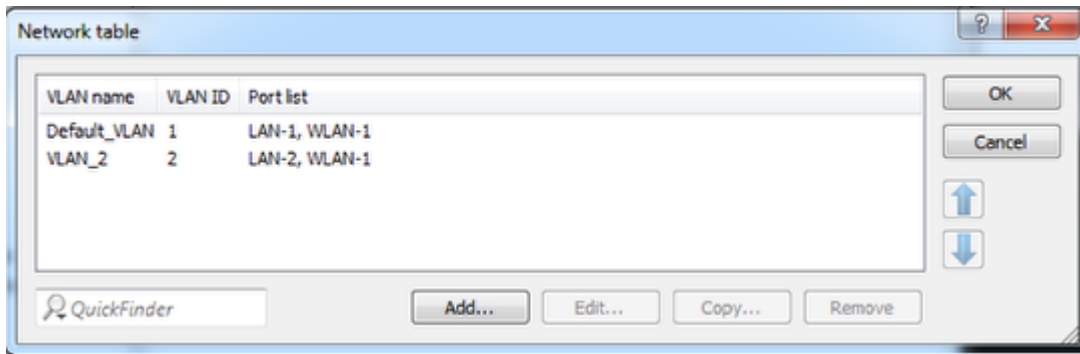 Network table
VLAN name VLAN ID Port list
Default_VLAN 1 LAN-1, WLAN-1
VLAN_2 2 LAN-2, WLAN-1
OK
Cancel
QuickFinder
Add... Edit... Copy... Remove